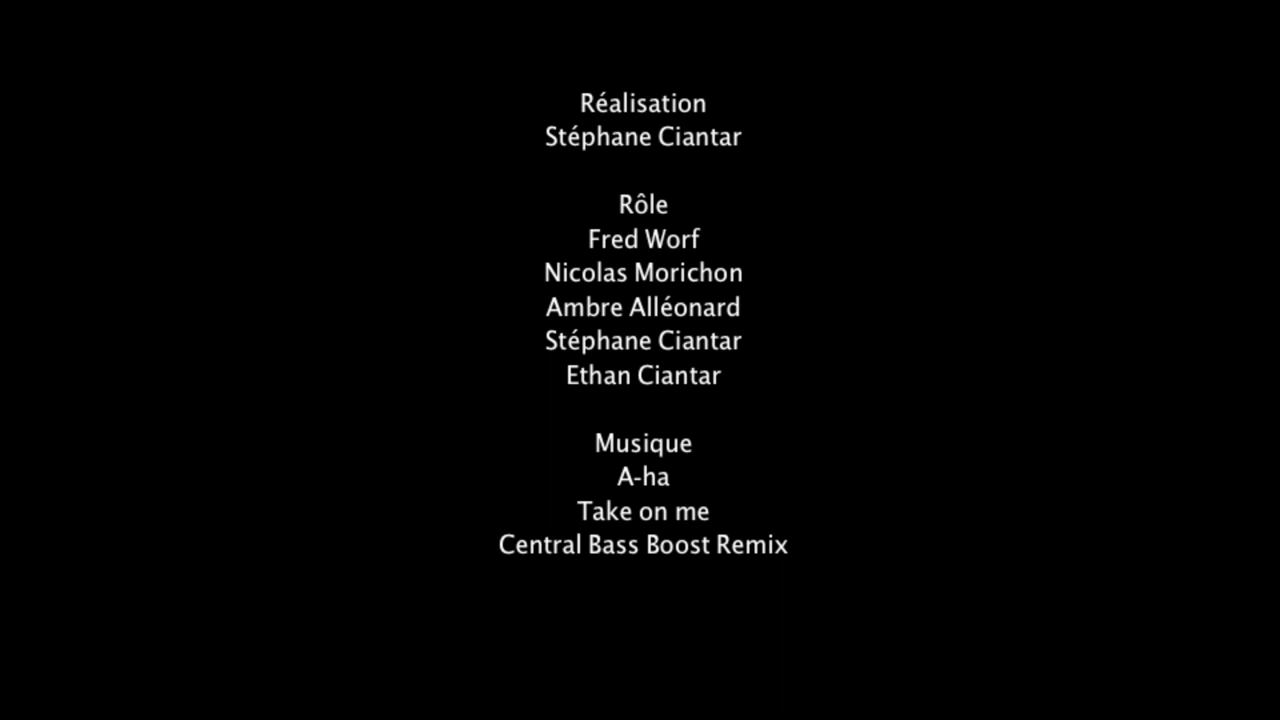 Réalisation
Stéphane Ciantar
Rôle
Fred Worf
Nicolas Morichon
Ambre Alléonard
Stéphane Ciantar
Ethan Ciantar
Musique
A-ha
Take on me
Central Bass Boost Remix